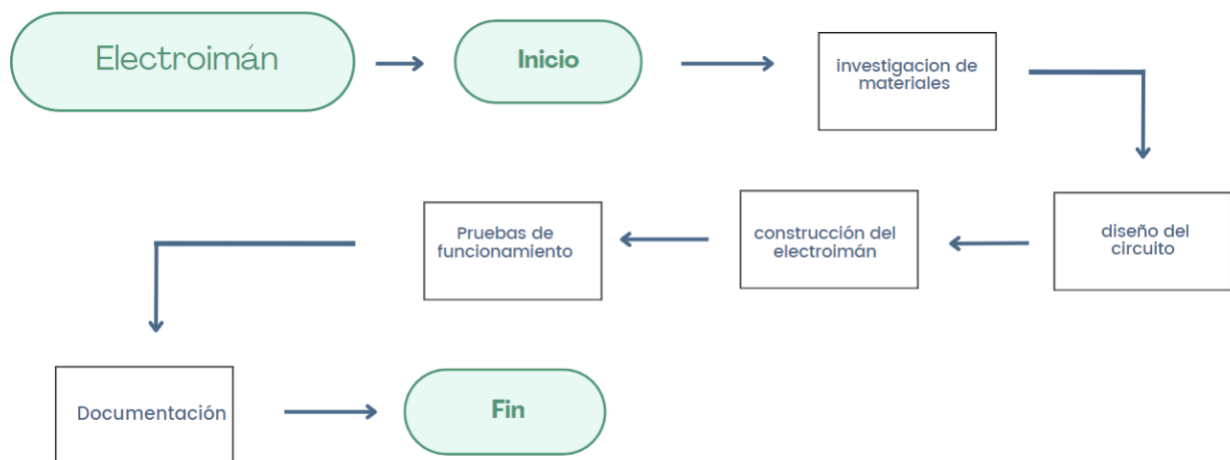 Electroimán
Inicio
investigacion de
materiales
diseño del
circuito
construcción del
electroimán
Pruebas de
funcionamiento
Documentación
Fin